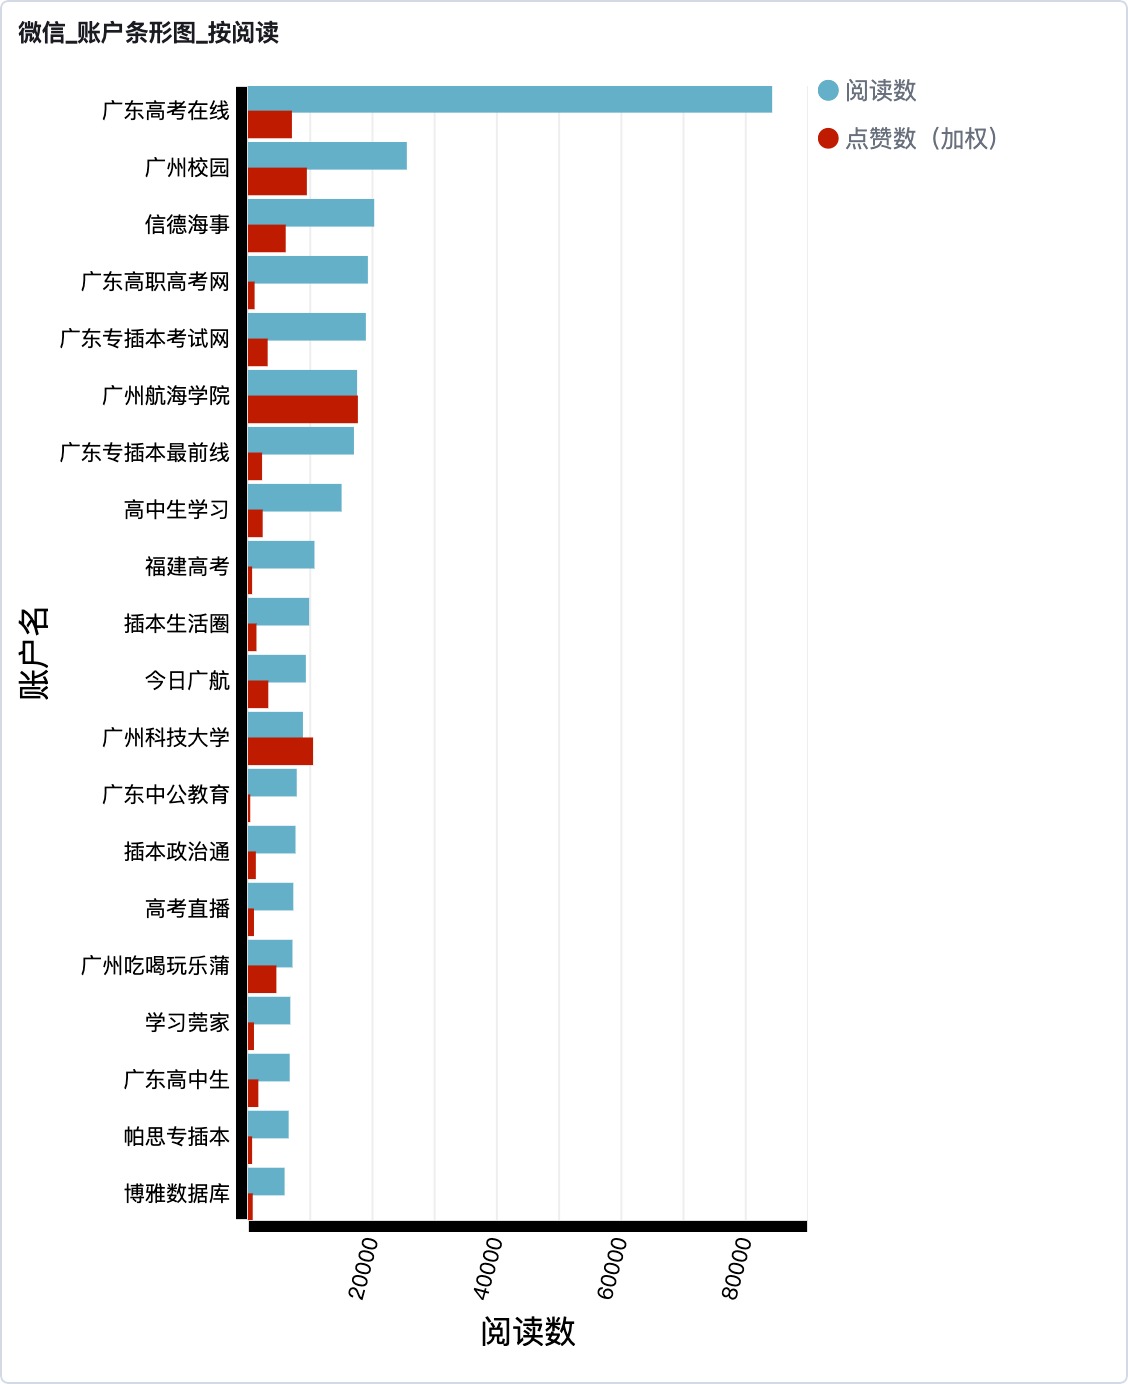 微信_账户条形图_按阅读
阅读数
点赞数（加权）
广东高考在线
广州校园
信德海事
广东高职高考网
广东专插本考试网
广州航海学院
广东专插本最前线
高中生学习
福建高考
插本生活圈
今日广航
广州科技大学
广东中公教育
插本政治通
高考直播
广州吃喝玩乐蒲
学习莞家
广东高中生
帕思专插本
博雅数据库
账户名
20000
40000
60000
80000
阅读数